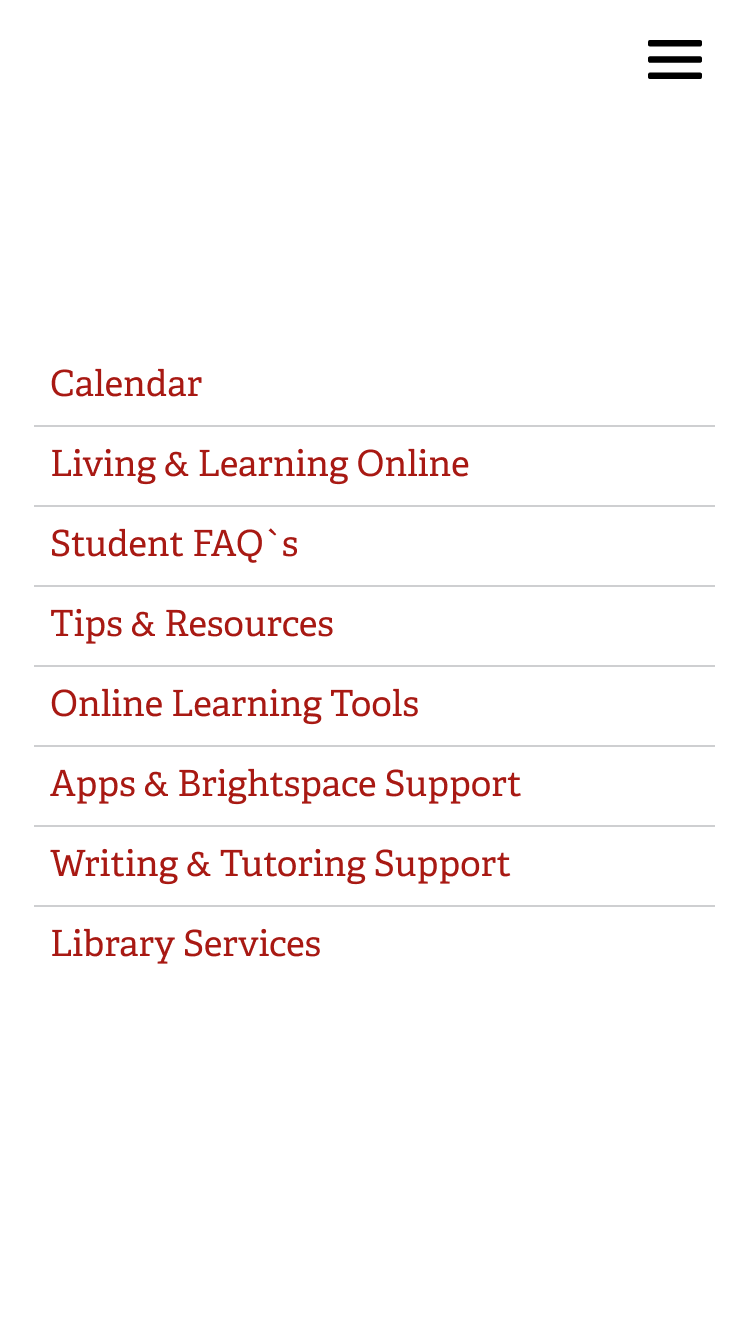 Calendar
Living & Learning Online
Student FAQ`s
Tips & Resources
Online Learning Tools
Apps & Brightspace Support
Writing & Tutoring Support
Library Services